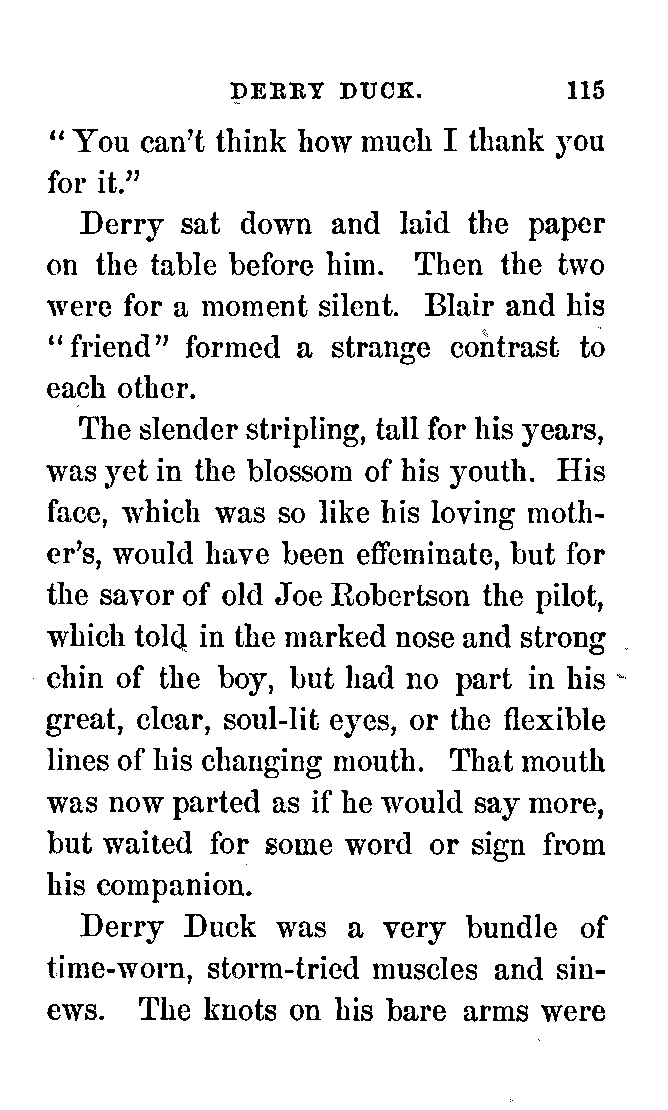 DERRY DUCK. 115
“You can't think how much I thank you
for it.”
Derry sat down and laid the paper
on the table before him. Then the two
were for a moment silent. Blair and his
“friend” formed a strange contrast to
each other.
The slender stripling, tall for his years,
was yet in the blossom of his youth. His
face, which was so like his loving moth-
er's, would have been effeminate, but for
the savor of old Joe Robertson the pilot,
which told in the marked nose and strong
chin of the boy, but had no part in his
great, clear, soul-lit eyes, or the flexible
lines of his changing mouth. That mouth
was now parted as if he would say more,
but waited for some word or sign from
his companion.
Derry Duck was a very bundle of
time-worn, storm-tried muscles and sin-
ews. The knots on his bare arms were